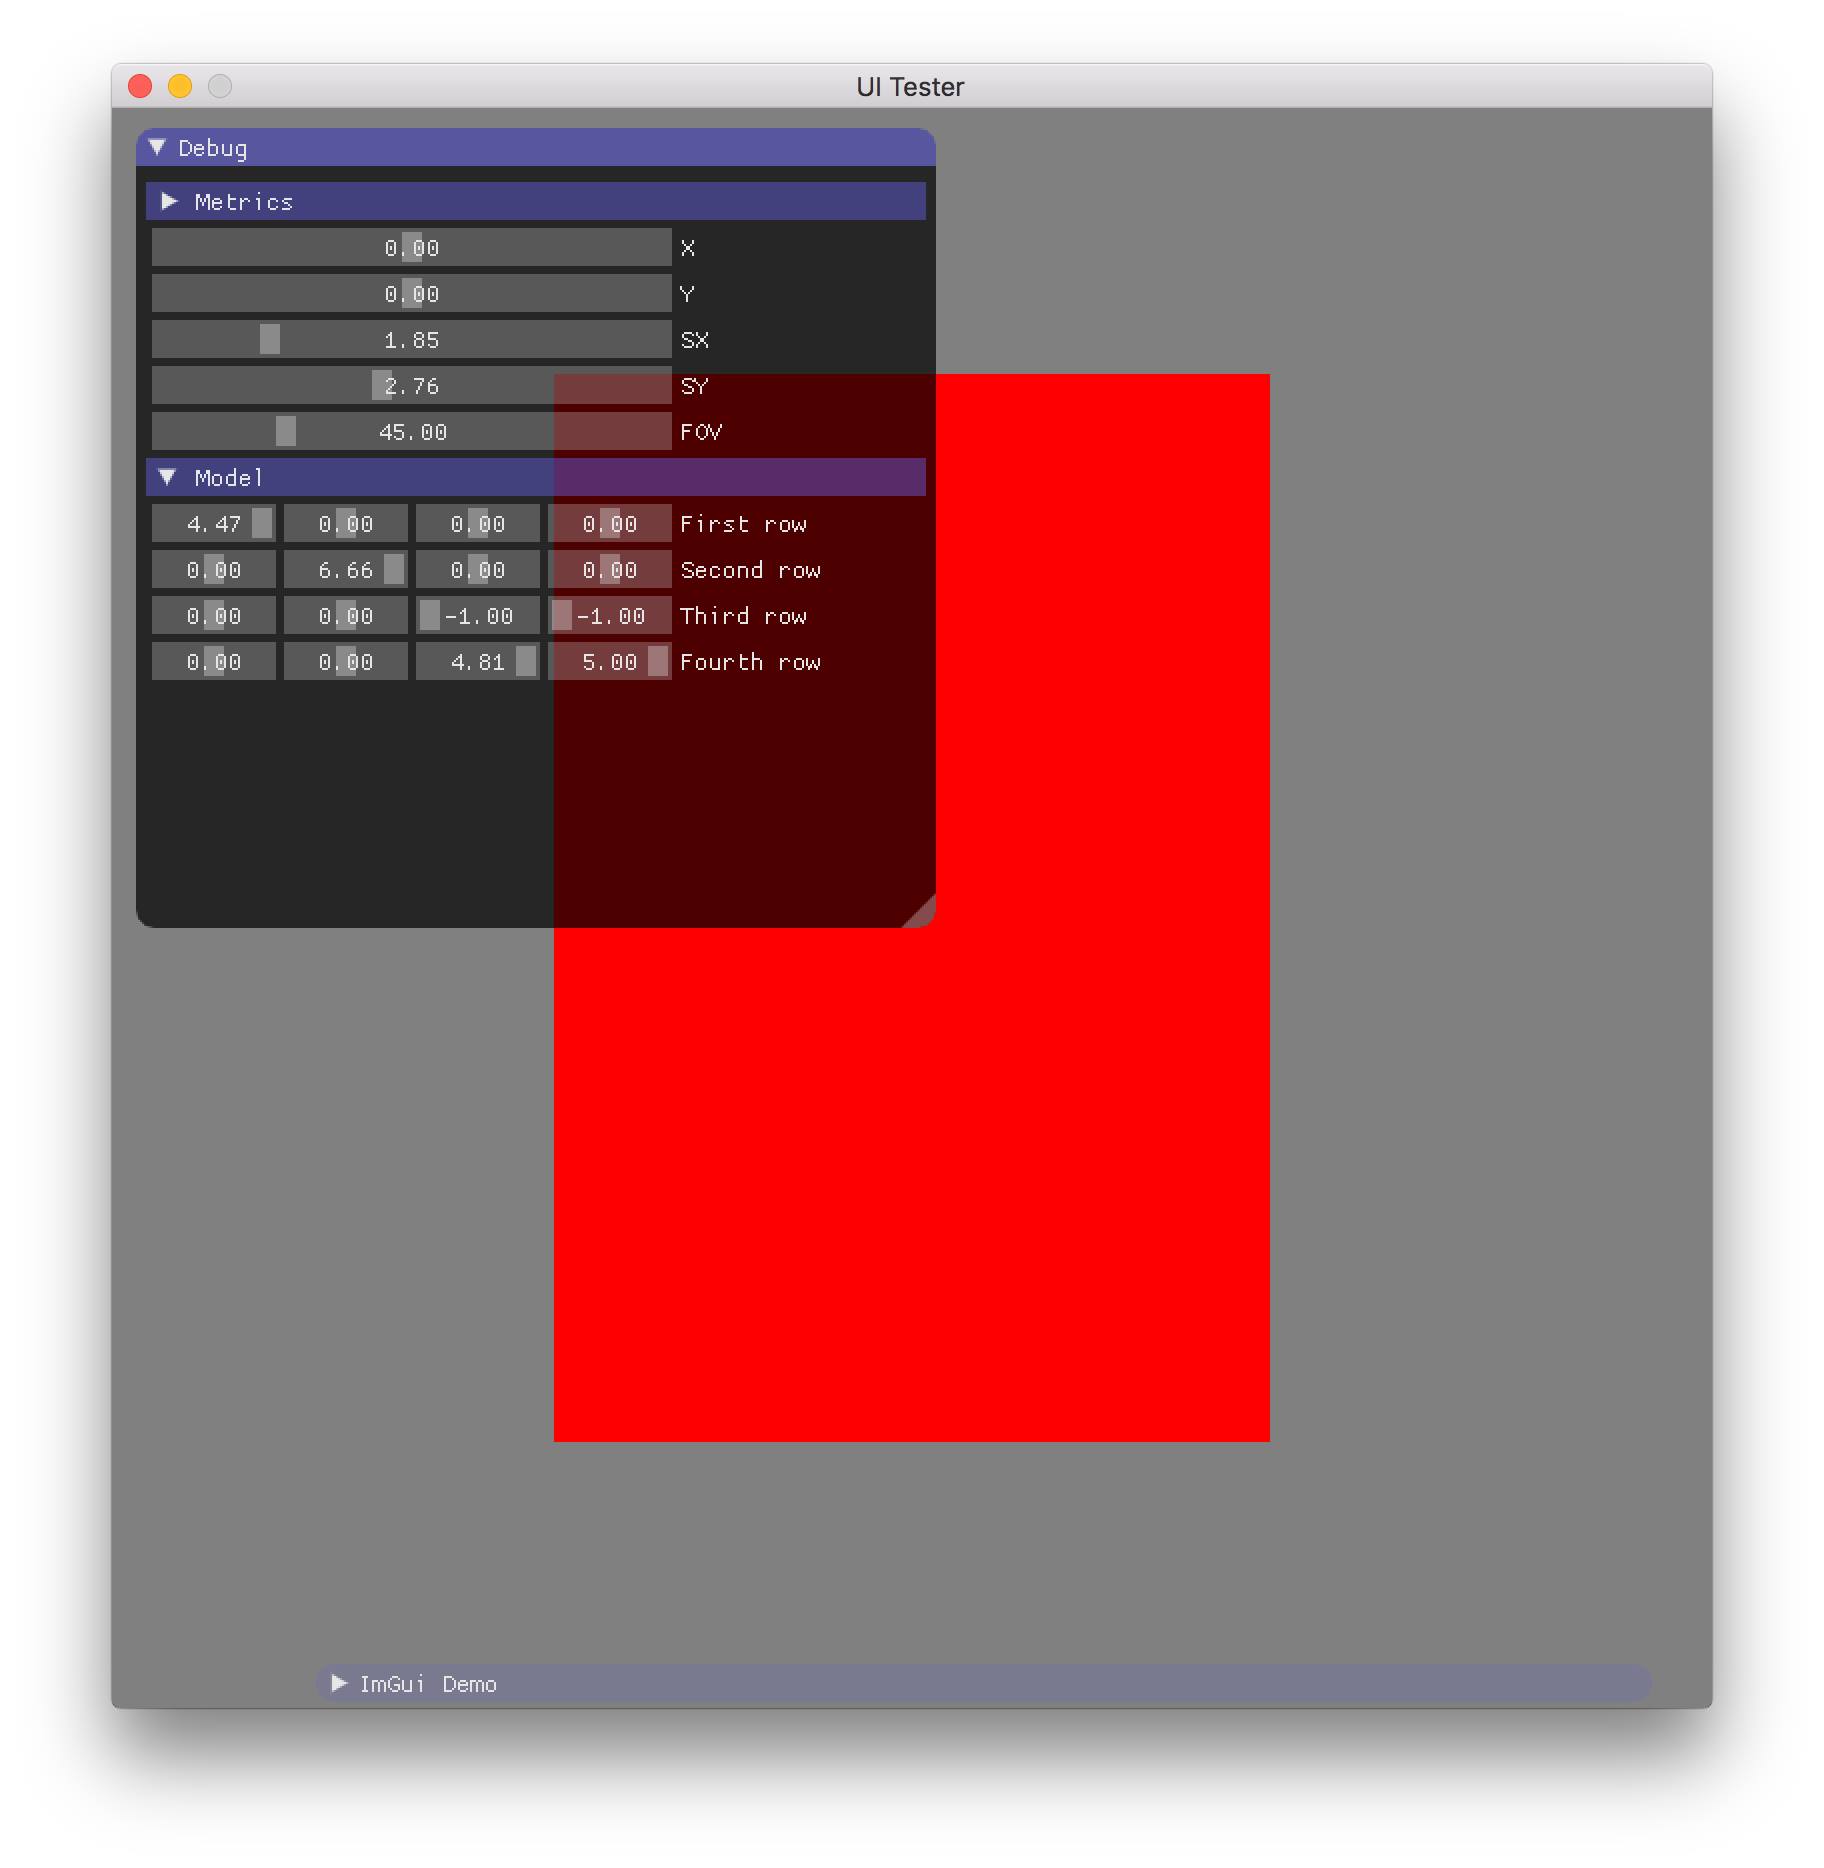 UI Tester
Debug
Metrics
0.00 X
0.00 Y
1.85 SX
2.76 SY
45.00 FOV
Model
4.47 0.00 0.00 0.00 First row
0.00 6.66 0.00 0.00 Second row
0.00 0.00 -1.00 -1.00 Third row
0.00 0.00 4.81 5.00 Fourth row
ImGui Demo